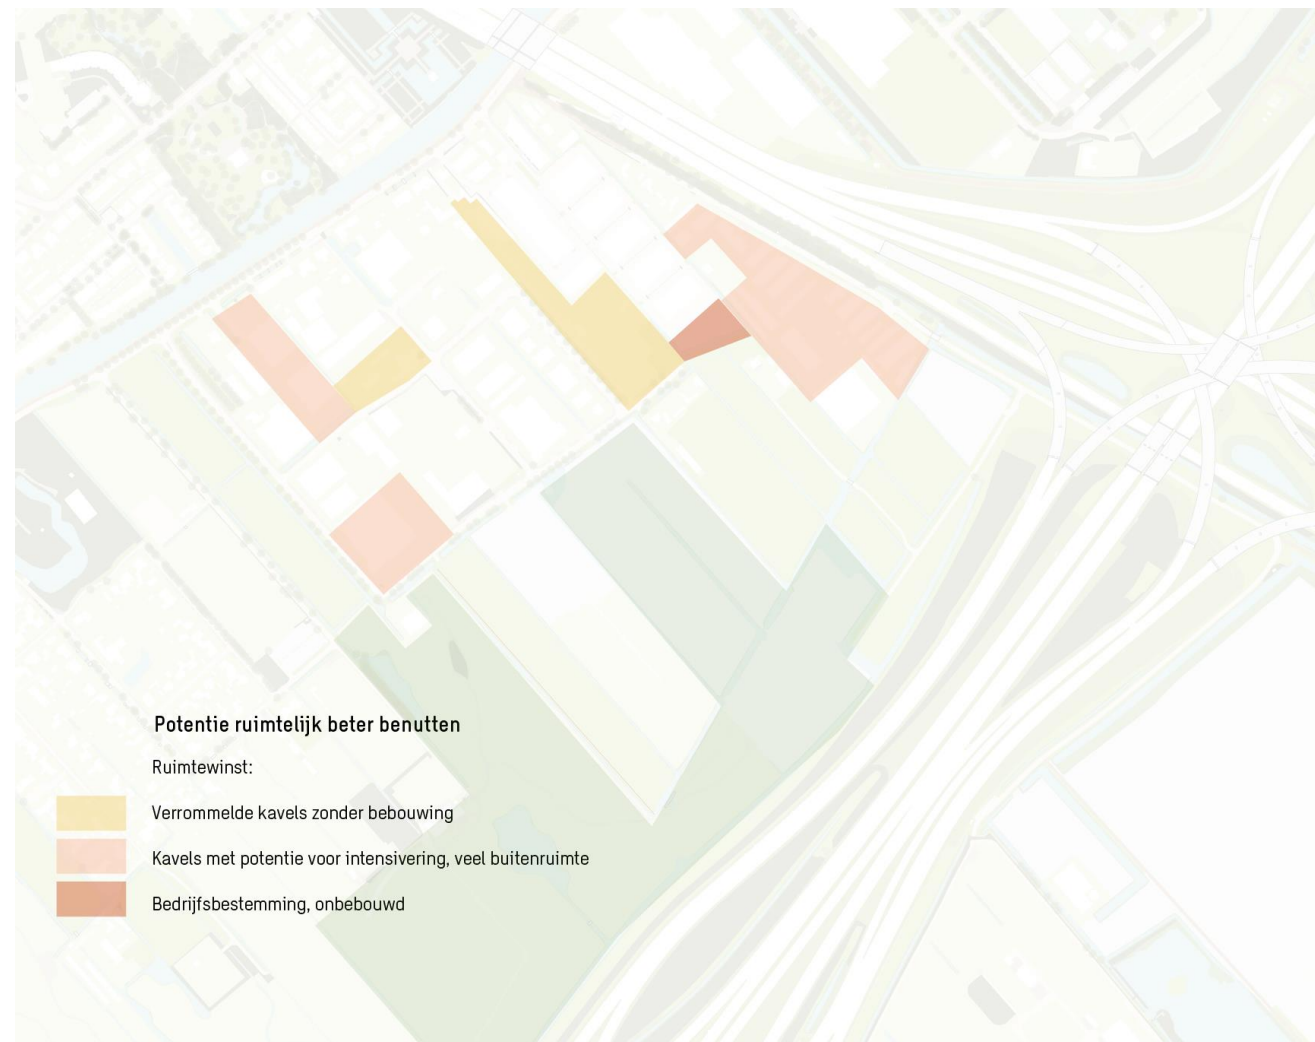 Potentie ruimtelijk beter benutten
Ruimtewinst:
Verrommelde kavels zonder bebouwing
Kavels met potentie voor intensivering, veel buitenruimte
Bedrijfsbestemming, onbebouwd